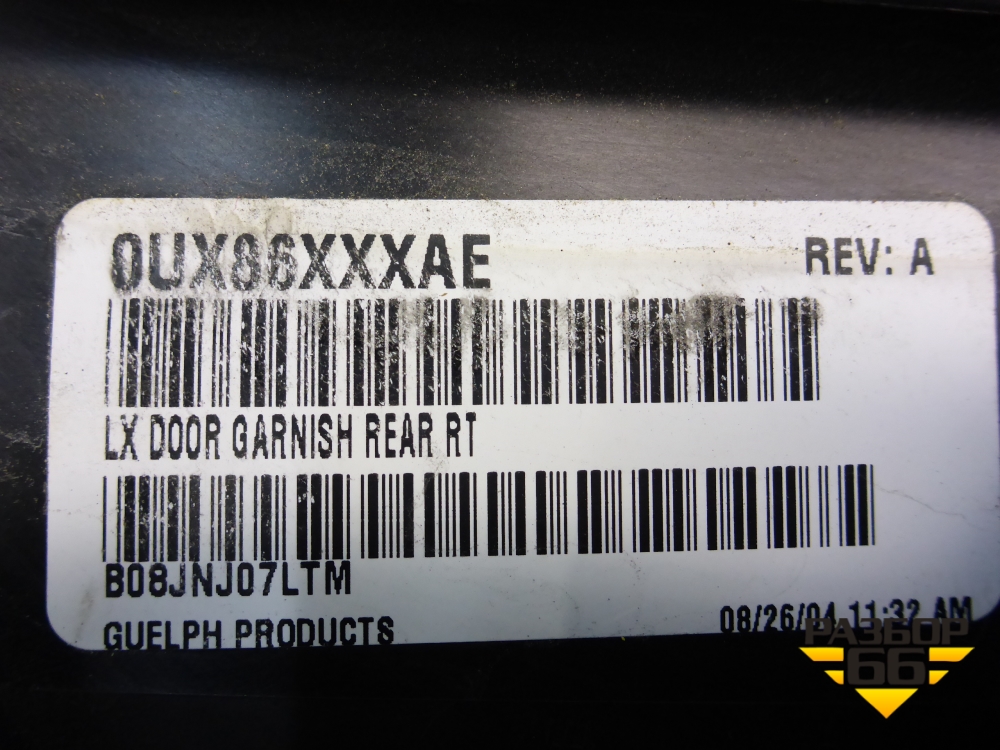 0UX86XXXAE REV: A
LX DOOR GARNISH REAR RT
B08JNJ07LTM
GUELPH PRODUCTS 08/26/04 11:32 AM
РАЗБОР
66